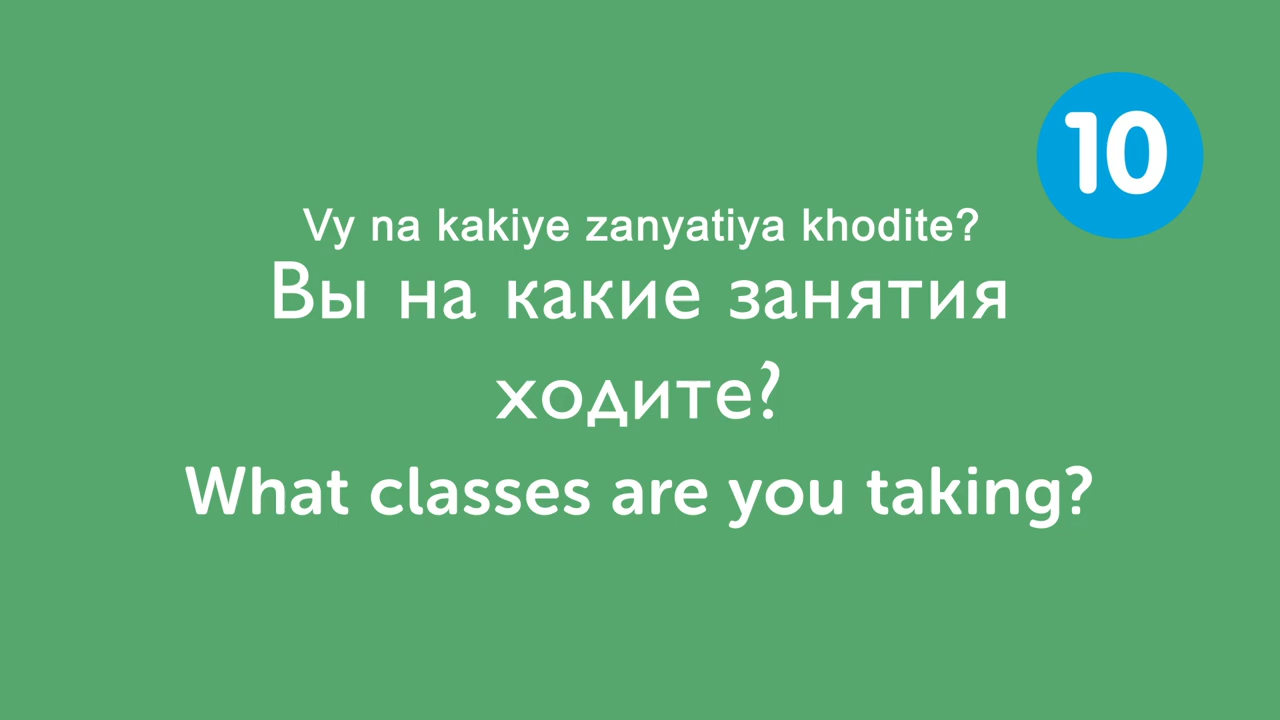 10
Vy na kakiye zanyatiya khodite?
Вы на какие занятия
ходите?
What classes are you taking?